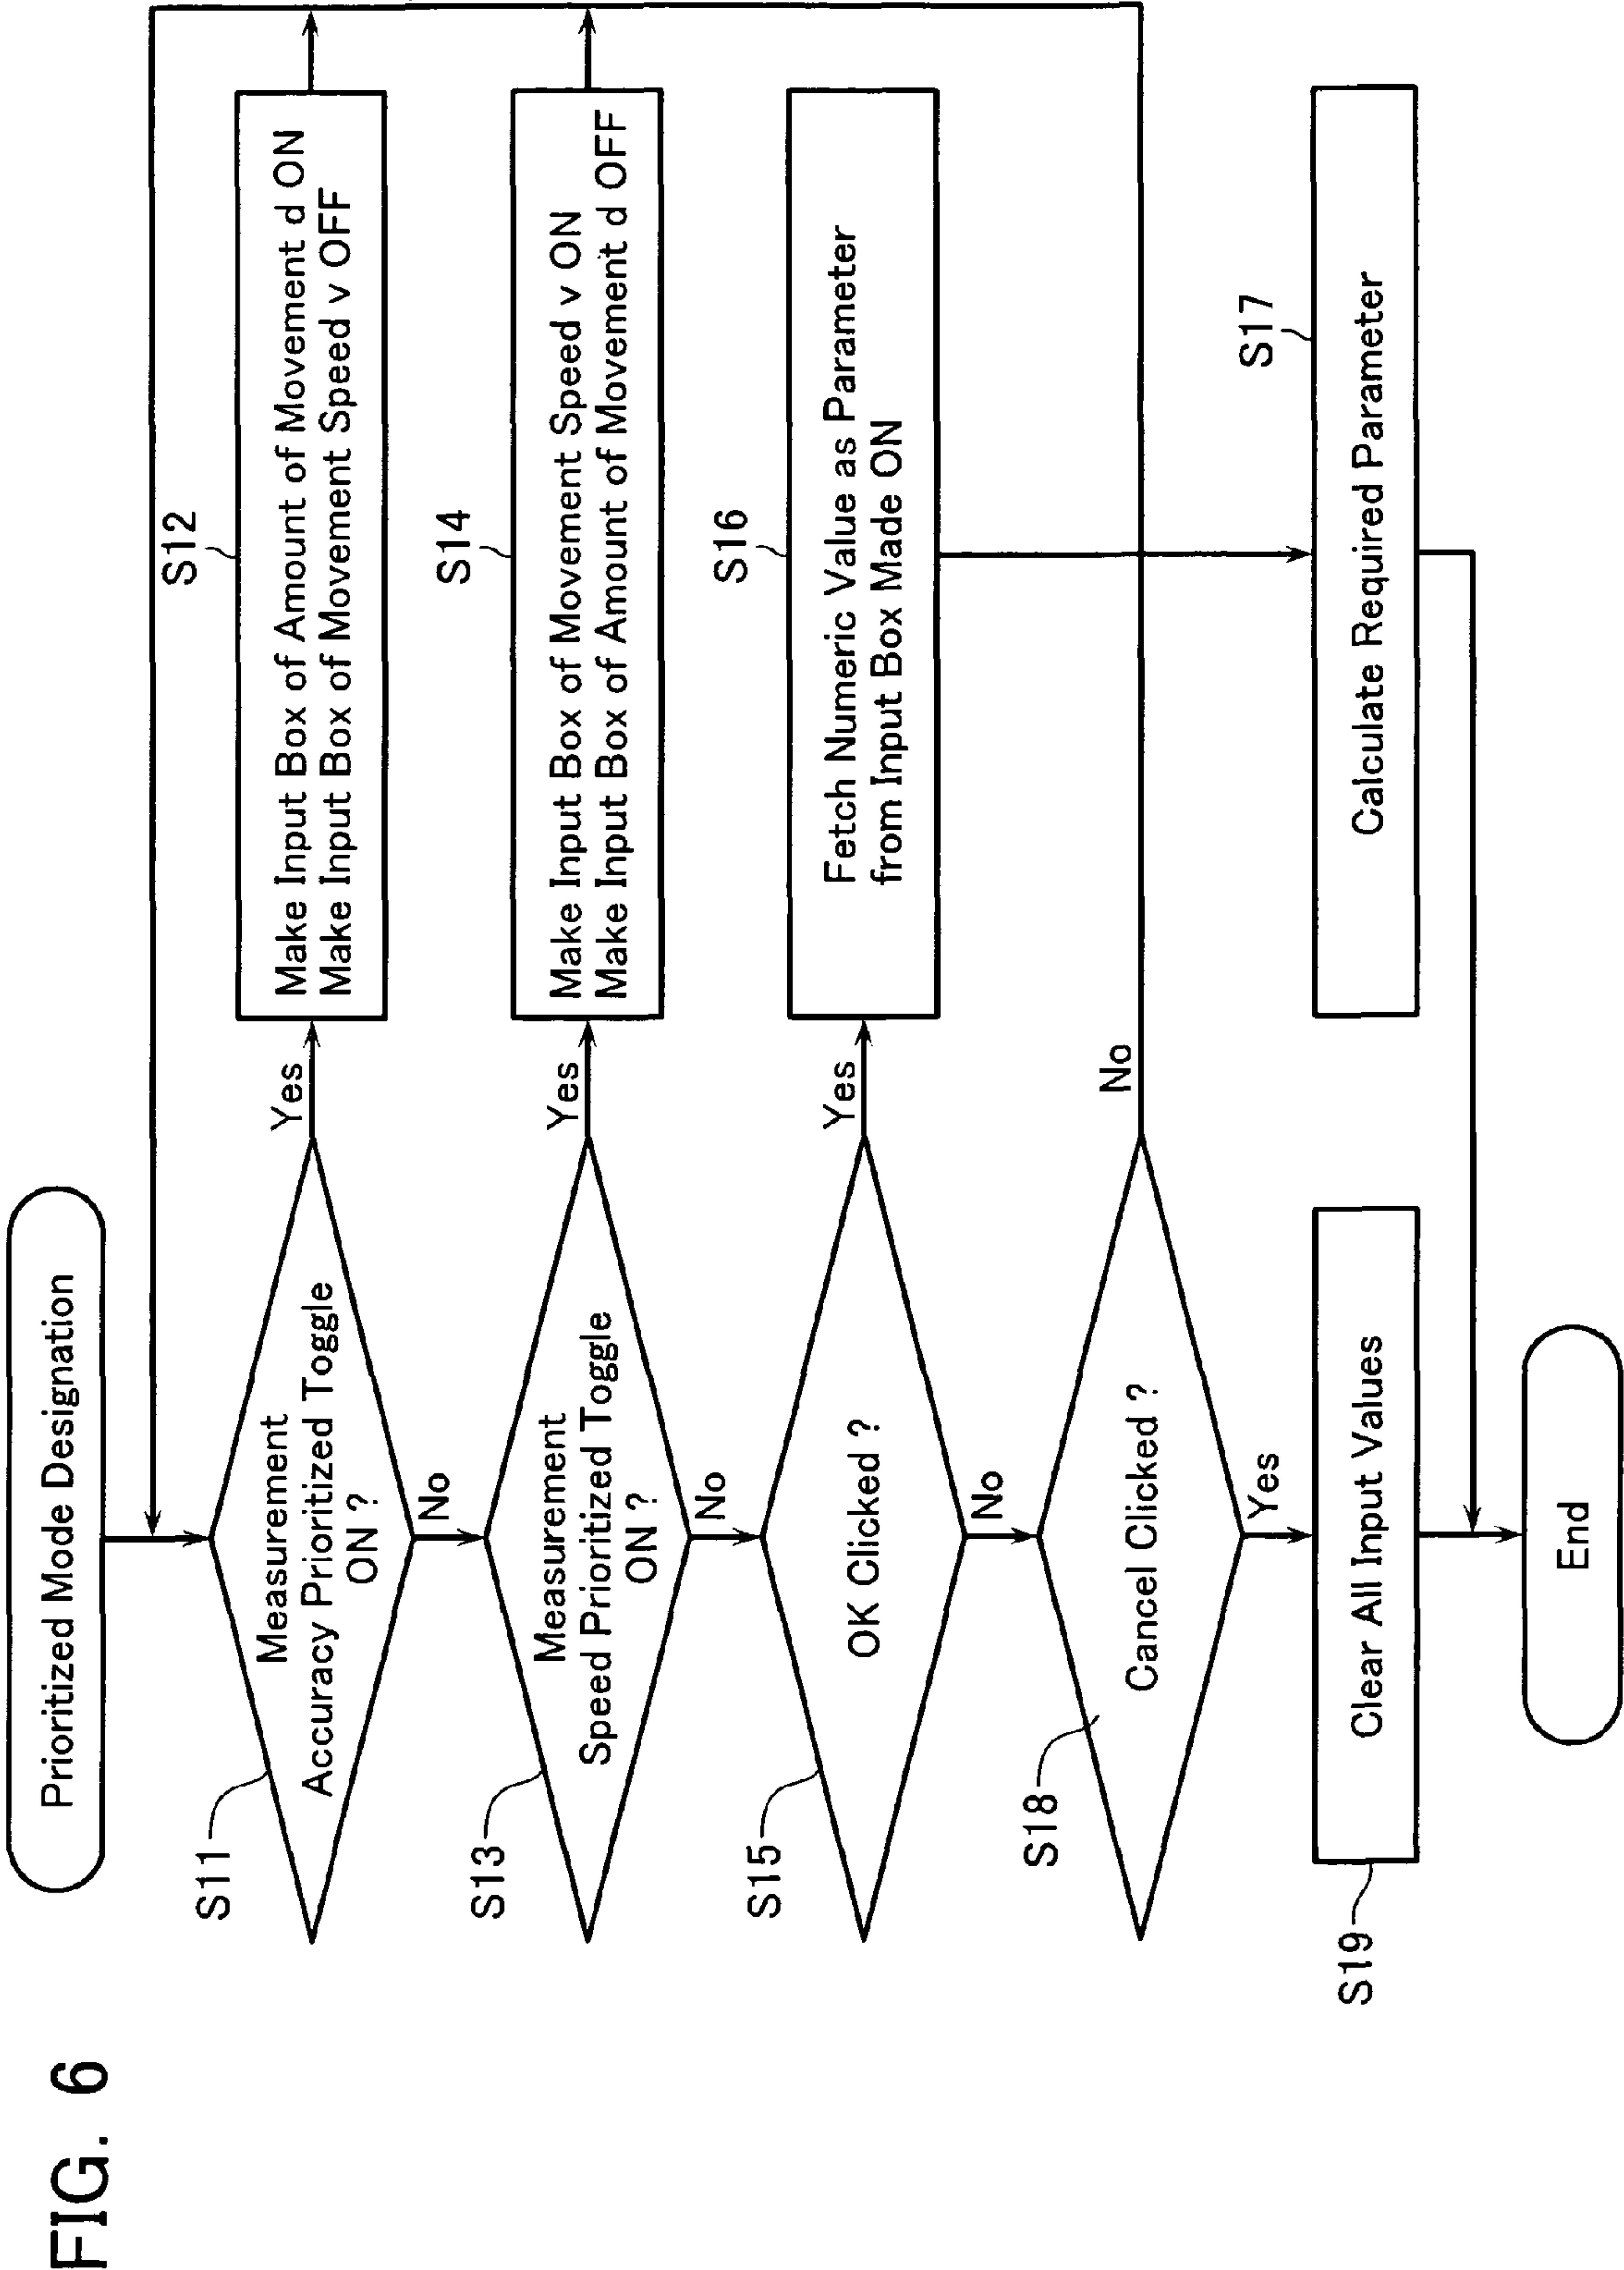 FIG. 6
Prioritized Mode Designation
S11
Measurement
Accuracy Prioritized Toggle
ON ?
Yes
No
S12
Make Input Box of Amount of Movement d ON
Make Input Box of Movement Speed v OFF
S13
Measurement
Speed Prioritized Toggle
ON ?
Yes
No
S14
Make Input Box of Movement Speed v ON
Make Input Box of Amount of Movement d OFF
S15
OK Clicked ?
Yes
No
S16
Fetch Numeric Value as Parameter
from Input Box Made ON
S18
Cancel Clicked ?
No
Yes
S17
Calculate Required Parameter
S19
Clear All Input Values
End